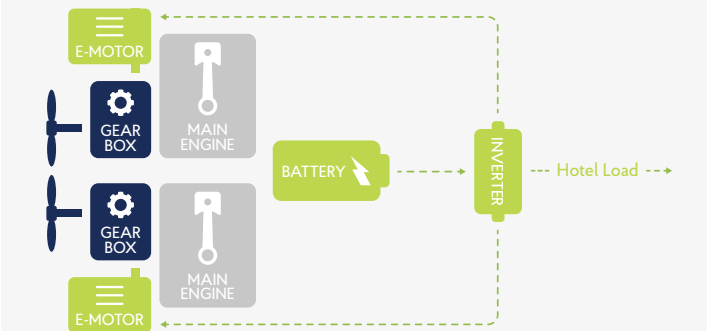 E-MOTOR
GEAR
BOX
MAIN
ENGINE
BATTERY
INVERTER
Hotel Load
GEAR
BOX
MAIN
ENGINE
E-MOTOR